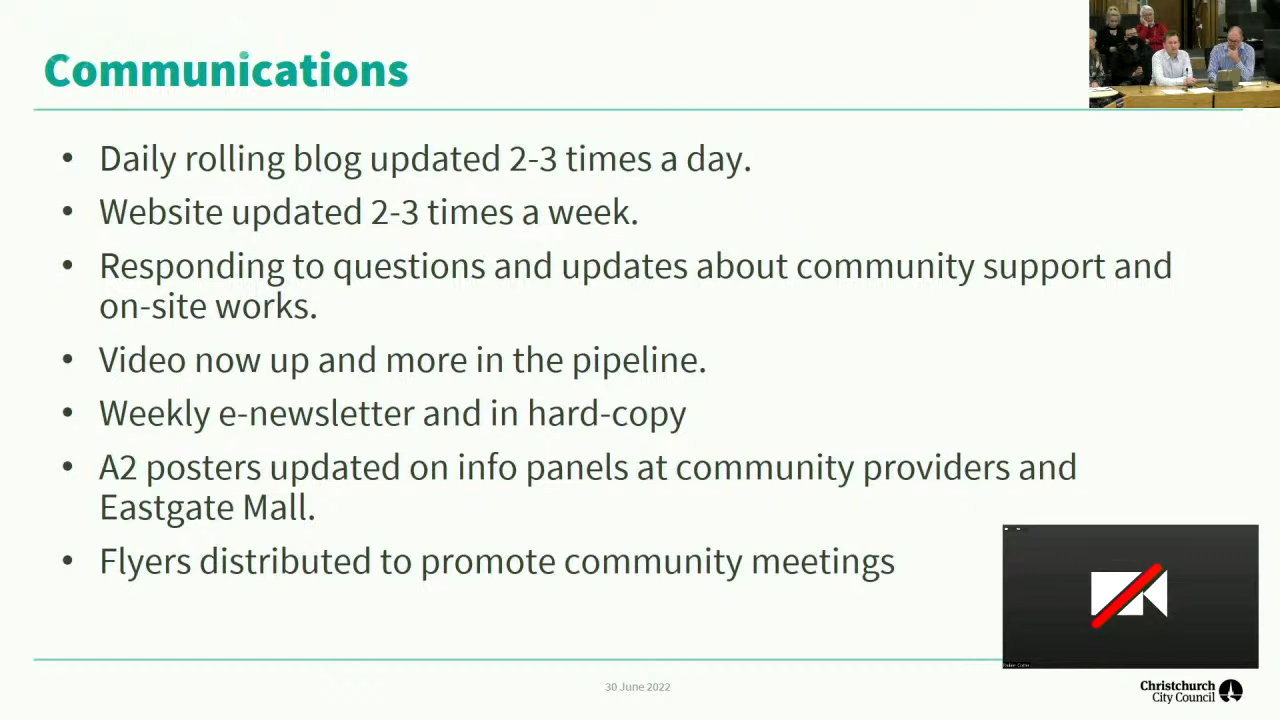 Communications
• Daily rolling blog updated 2-3 times a day.
• Website updated 2-3 times a week.
• Responding to questions and updates about community support and
on-site works.
• Video now up and more in the pipeline.
• Weekly e-newsletter and in hard-copy
• A2 posters updated on info panels at community providers and
Eastgate Mall.
• Flyers distributed to promote community meetings
30 June 2022
Christchurch
City Council